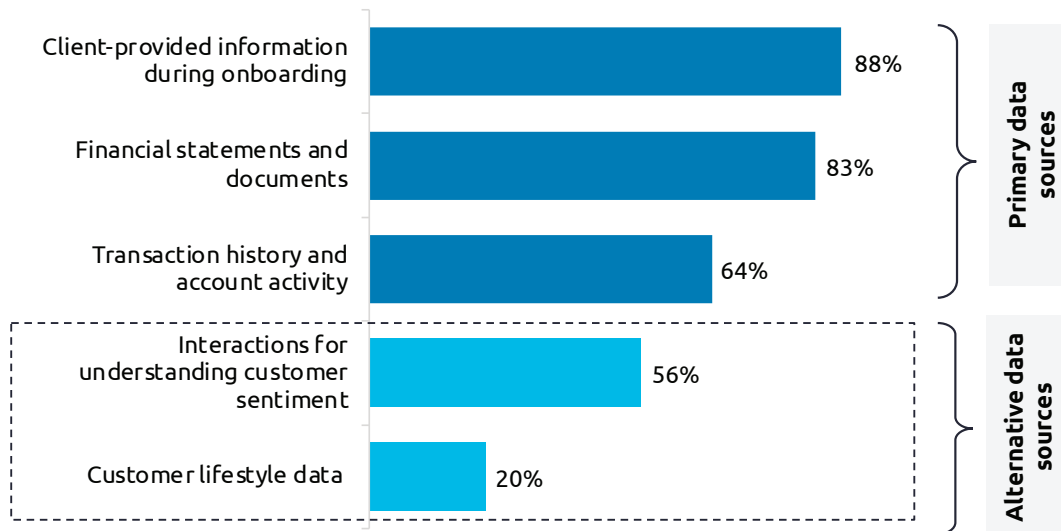 Client-provided information
during onboarding
88%
Financial statements and
documents
83%
Transaction history and
account activity
64%
Primary data
sources
Interactions for
understanding customer
sentiment
56%
Customer lifestyle data
20%
Alternative data
sources